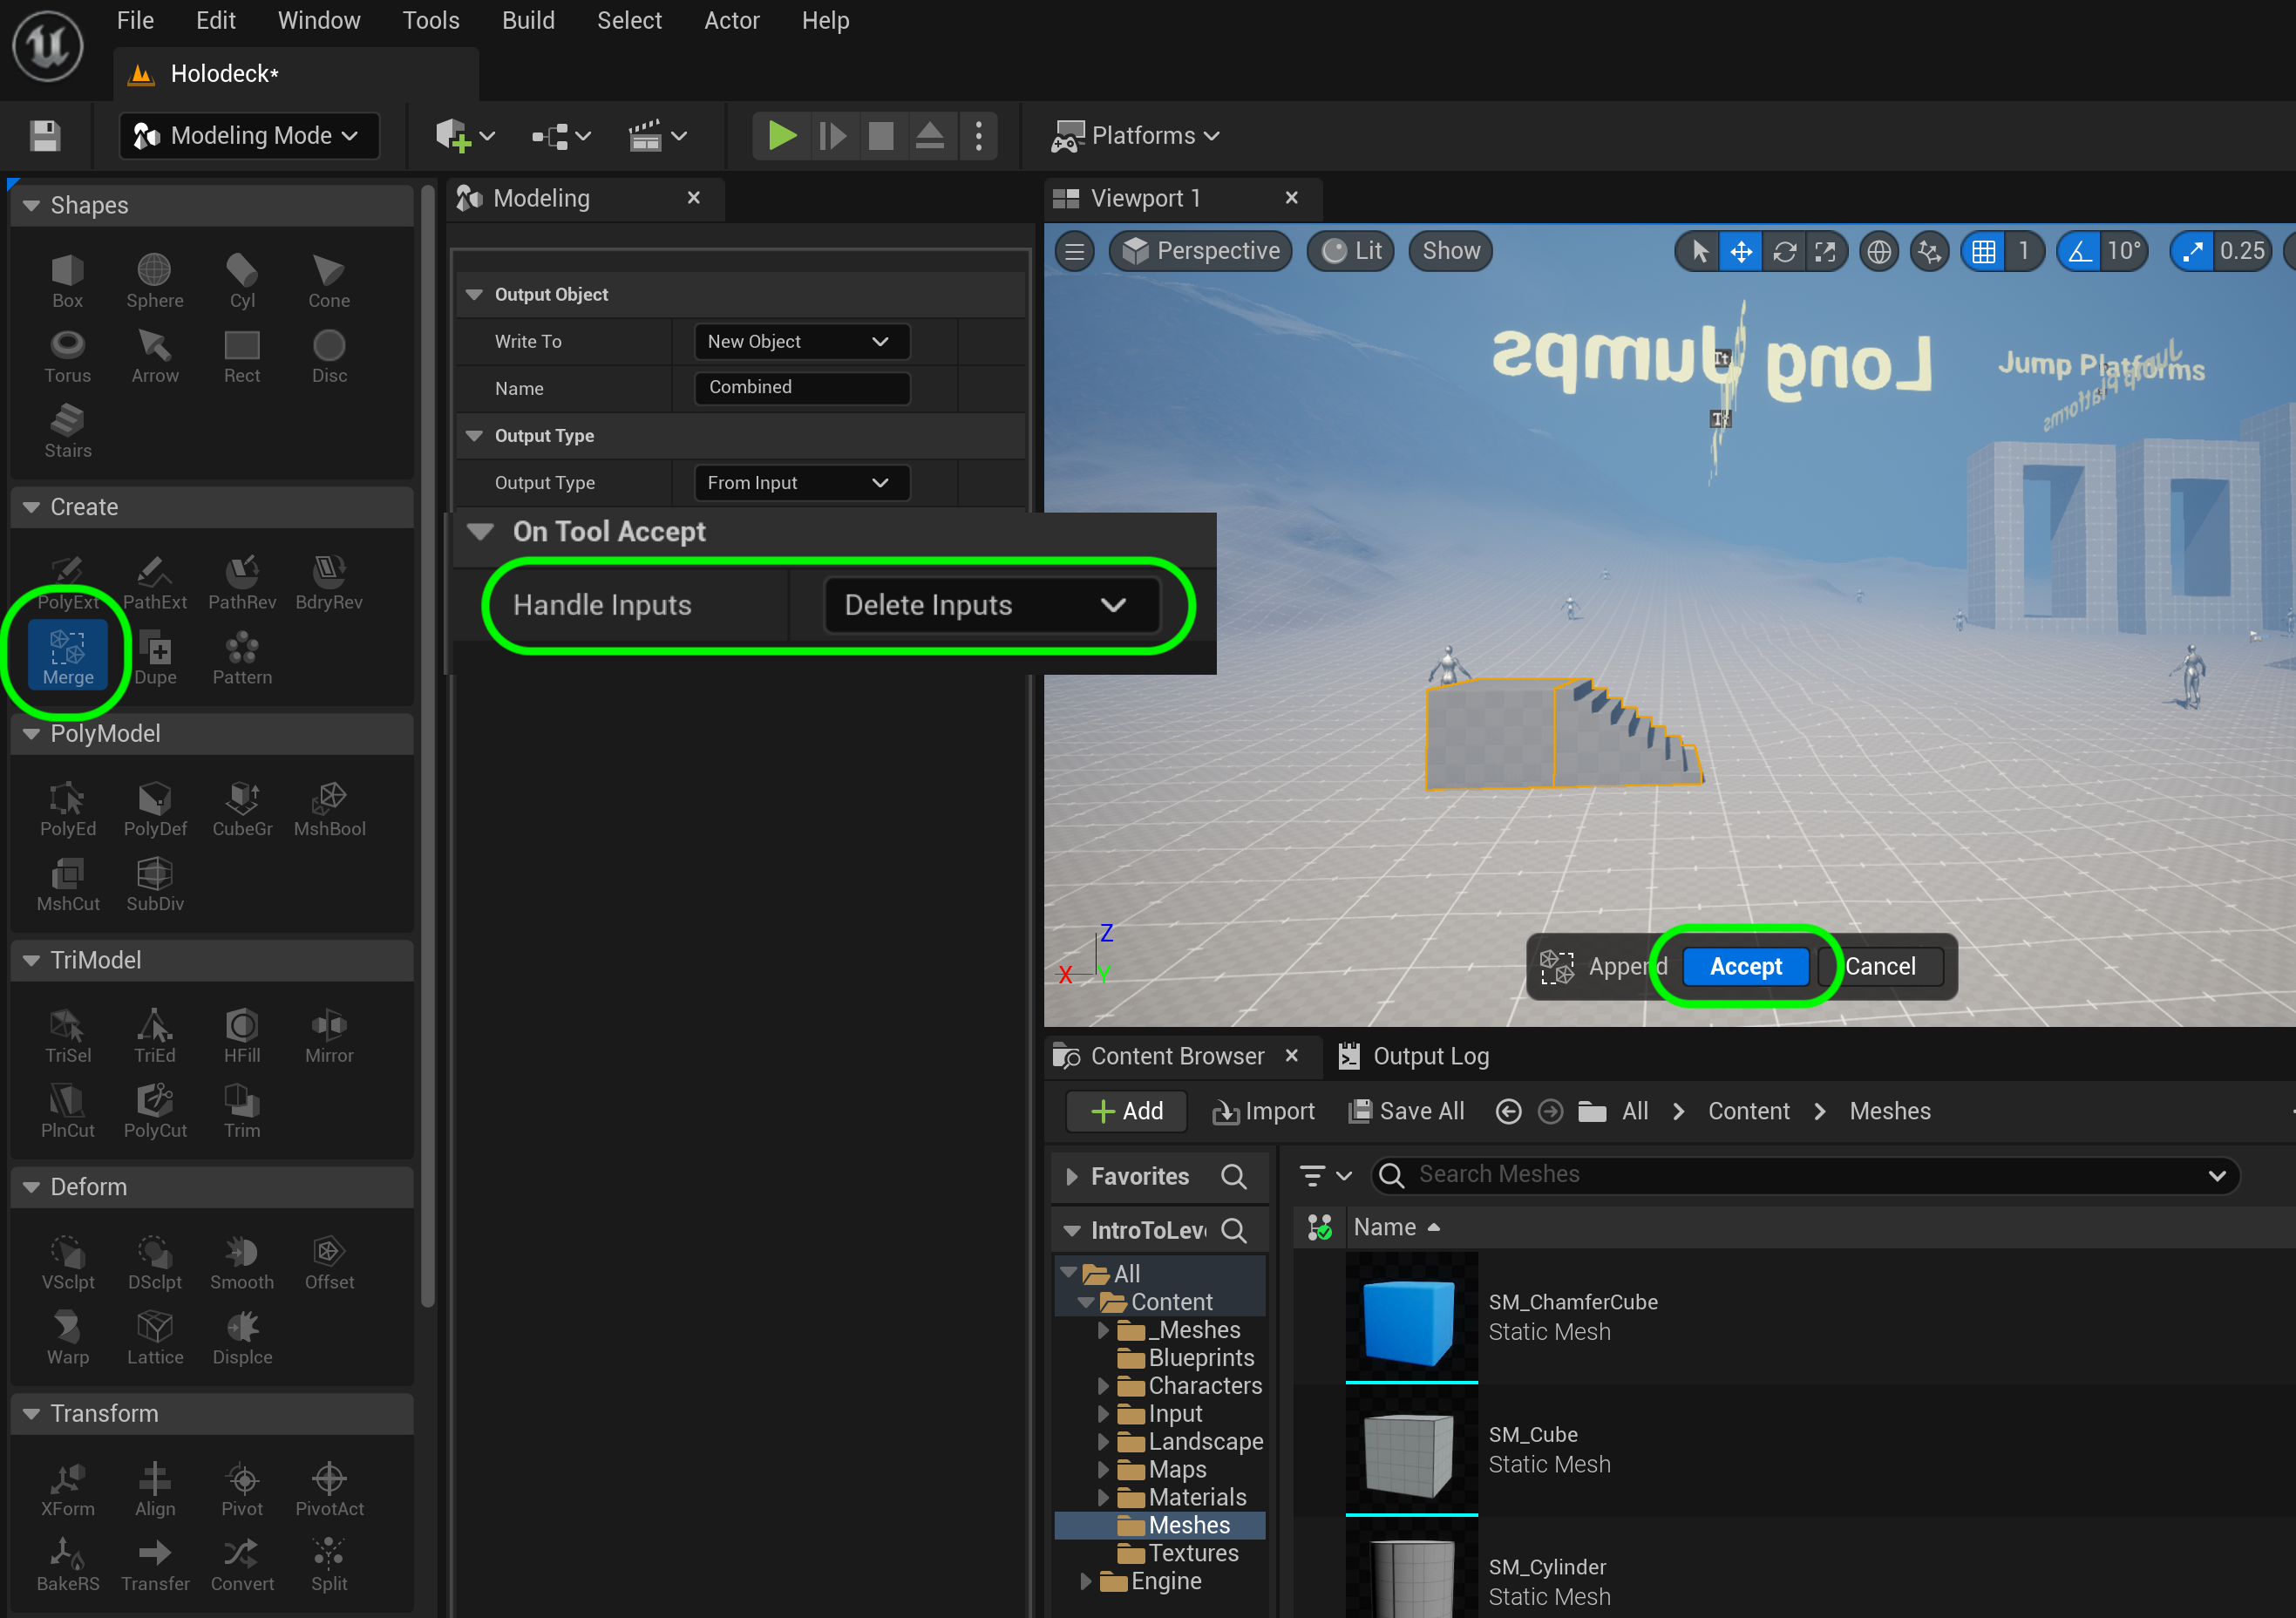 File Edit Window Tools Build Select Actor Help
Holodeck*
Modeling Mode
Platforms
Shapes
Box Sphere Cyl Cone
Torus Arrow Rect Disc
Stairs
Create
PolyExt PathExt PathRev BdryRev
Merge Dupe Pattern
PolyModel
PolyEd PolyDef CubeGr MshBool
MshCut SubDiv
TriModel
TriSel TriEd HFill Mirror
PlnCut PolyCut Trim
Deform
VSclpt DSclpt Smooth Offset
Warp Lattice Displce
Transform
XForm Align Pivot PivotAct
BakeRS Transfer Convert Split
Modeling
Output Object
Write To New Object
Name Combined
Output Type
Output Type From Input
On Tool Accept
Handle Inputs Delete Inputs
Viewport 1
Perspective Lit Show 1 10° 0.25
Long Jumps
Jump Platforms
Jump Platforms
Z
X Y
Append Accept Cancel
Content Browser Output Log
Add Import Save All All Content Meshes
Favorites
Search Meshes
IntroToLev
Name
All
Content
_Meshes
Blueprints
Characters
Input
Landscape
Maps
Materials
Meshes
Textures
Engine
SM_ChamferCube
Static Mesh
SM_Cube
Static Mesh
SM_Cylinder
Static Mesh